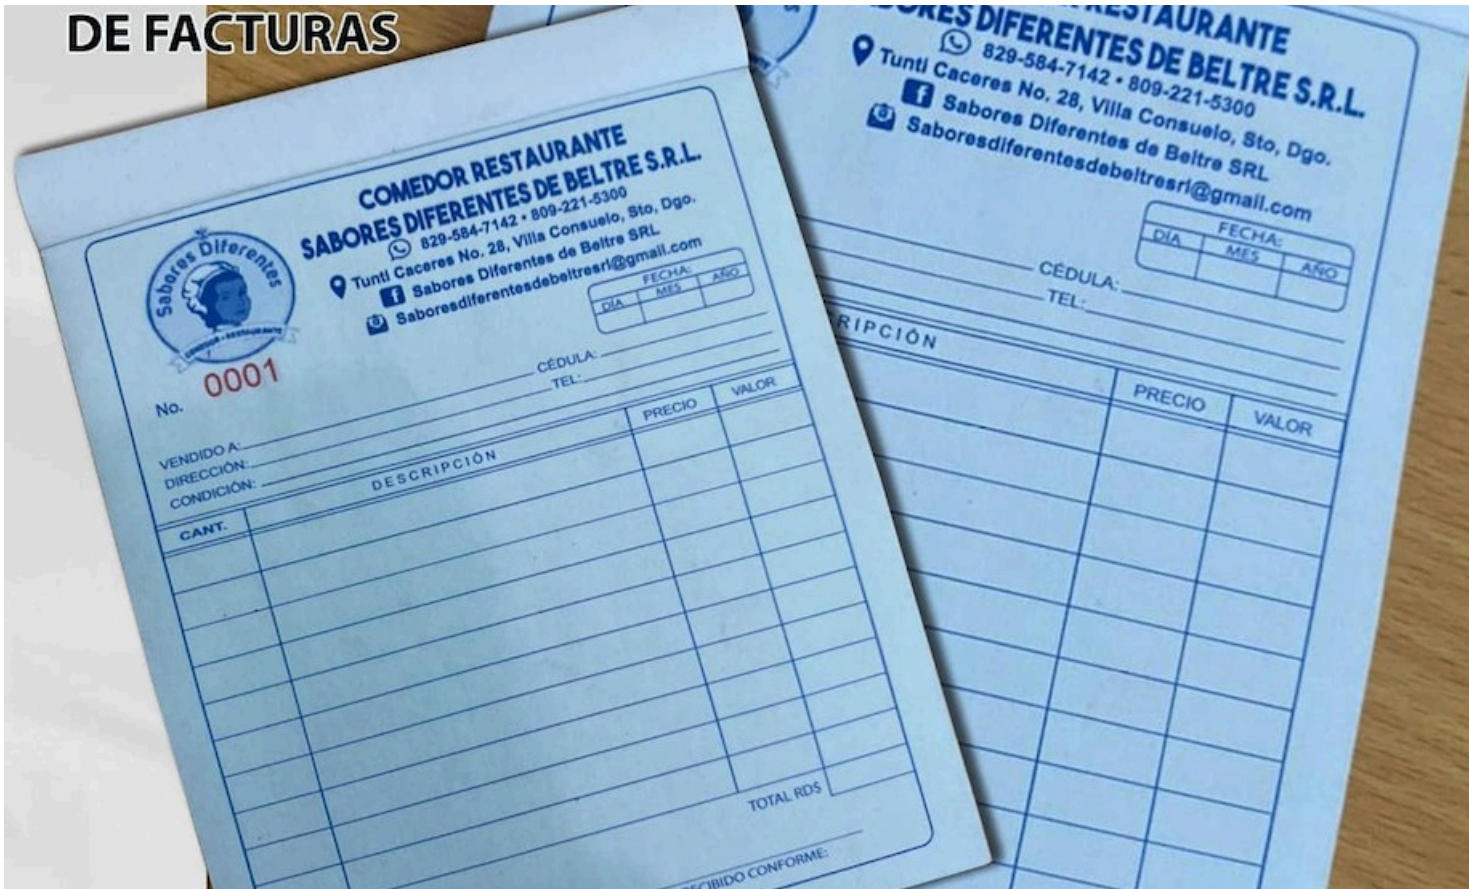 DE FACTURAS
COMEDOR RESTAURANTE
SABORES DIFERENTES DE BELTRE S.R.L.
829-584-7142 • 809-221-5300
Tunti Caceres No. 28, Villa Consuelo, Sto, Dgo.
Sabores Diferentes de Beltre SRL
Saboresdiferentesdebeltresrl@gmail.com
Sabores Diferentes
COMEDOR - RESTAURANTE
FECHA:
DÍA MES AÑO
No. 0001
VENDIDO A: CÉDULA:
DIRECCIÓN: TEL:
CONDICIÓN:
CANT. DESCRIPCIÓN PRECIO VALOR
TOTAL RD$
RECIBIDO CONFORME:
RESTAURANTE
SABORES DIFERENTES DE BELTRE S.R.L.
829-584-7142 • 809-221-5300
Tunti Caceres No. 28, Villa Consuelo, Sto, Dgo.
Sabores Diferentes de Beltre SRL
Saboresdiferentesdebeltresrl@gmail.com
FECHA:
DÍA MES AÑO
CÉDULA:
TEL:
RIPCIÓN PRECIO VALOR